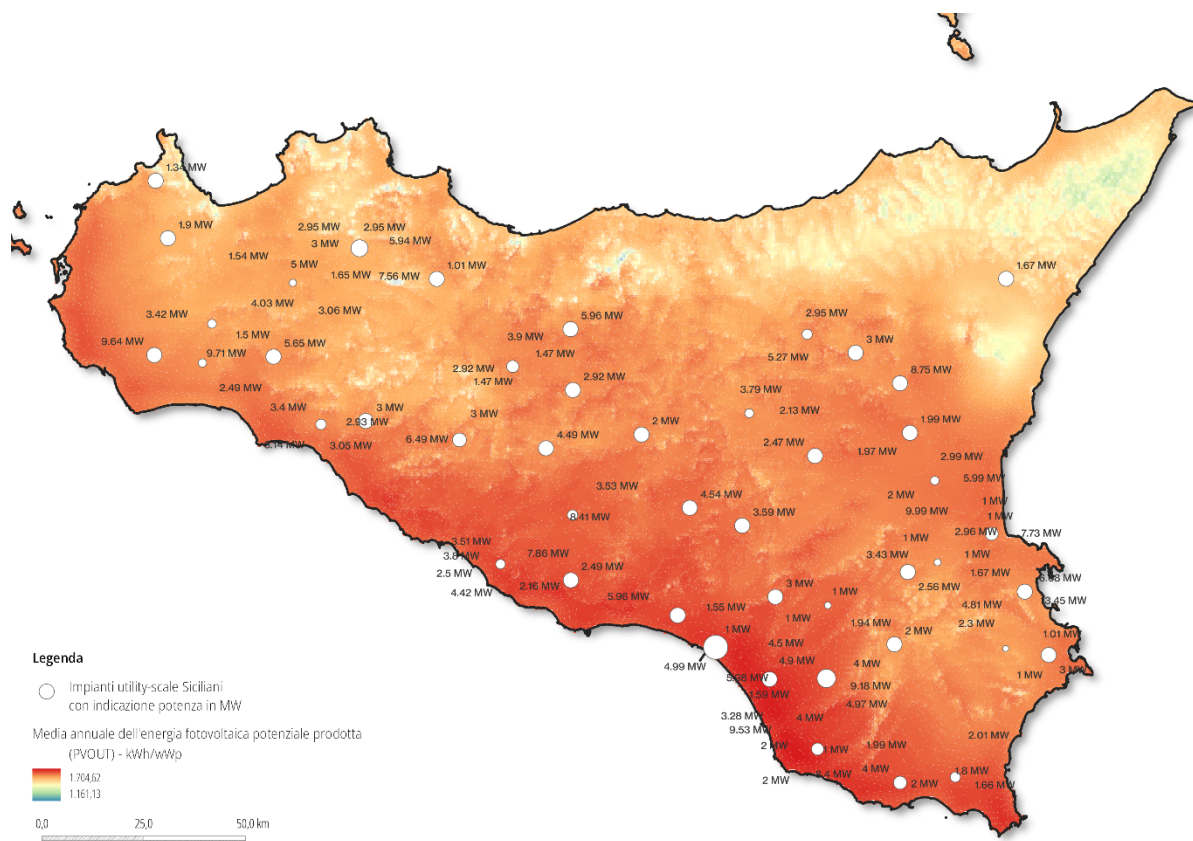 1.34 MW
1.9 MW
2.95 MW
2.95 MW
3 MW
5.94 MW
1.54 MW
5 MW
1.65 MW
7.56 MW
1.01 MW
1.67 MW
4.03 MW
3.06 MW
3.42 MW
5.96 MW
2.95 MW
1.5 MW
3.9 MW
3 MW
9.64 MW
9.71 MW
5.65 MW
1.47 MW
5.27 MW
2.92 MW
8.75 MW
1.47 MW
2.49 MW
2.92 MW
3.4 MW
3 MW
3 MW
3.79 MW
2.13 MW
2.93 MW
2 MW
1.99 MW
3.05 MW
6.49 MW
4.49 MW
2.47 MW
1.97 MW
2.99 MW
5.99 MW
3.53 MW
4.54 MW
2 MW
1 MW
9.99 MW
8.41 MW
3.59 MW
1 MW
2.96 MW
7.73 MW
3.51 MW
1 MW
3.8 MW
7.86 MW
3.43 MW
1 MW
2.5 MW
2.49 MW
1.67 MW
4.42 MW
2.16 MW
3 MW
1 MW
2.56 MW
5.96 MW
1.55 MW
1 MW
4.81 MW
13.45 MW
1.94 MW
2.3 MW
1 MW
2 MW
1.01 MW
4.5 MW
4.99 MW
4.9 MW
4 MW
3 MW
5.98 MW
9.18 MW
1 MW
1.59 MW
4.97 MW
3.28 MW
4 MW
9.53 MW
2.01 MW
2 MW
1 MW
1.99 MW
2 MW
8.4 MW
4 MW
2 MW
1.8 MW
1.66 MW
Legenda
Impianti utility-scale Siciliani
con indicazione potenza in MW
Media annuale dell'energia fotovoltaica potenziale prodotta
(PVOUT) - kWh/wWp
1.704,62
1.161,13
0,0 25,0 50,0 km